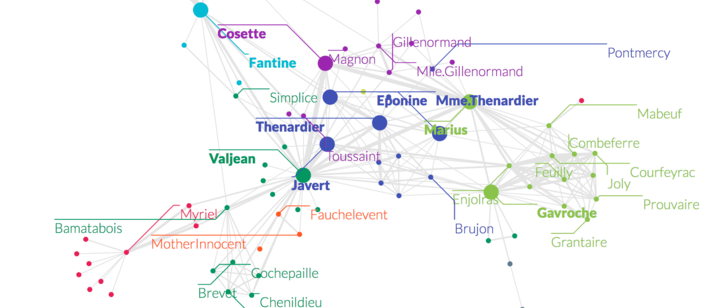 Cosette
Gillenormand
Pontmercy
Fantine
Magnon
Mlle.Gillenormand
Simplice
Eponine
Mme.Thenardier
Mabeuf
Thenardier
Marius
Combeferre
Valjean
Toussaint
Feuilly
Courfeyrac
Javert
Joly
Enjolras
Prouvaire
Myriel
Fauchelevent
Gavroche
Bamatabois
Brujon
MotherInnocent
Grantaire
Cochepaille
Brevet
Chenildieu